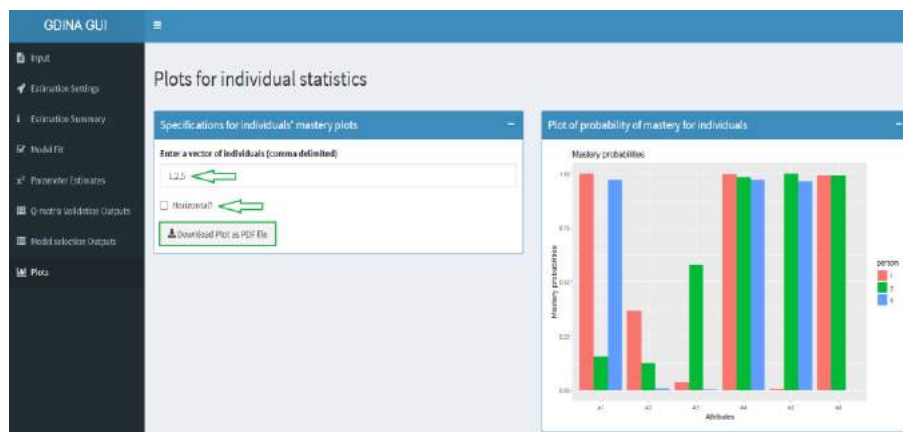 GDINA GUI
Input
Estimation Settings
Estimation Summary
Model Fit
Parameter Estimates
Q-matrix Validation Outputs
Model selection Outputs
Plots
Plots for individual statistics
Specifications for individuals' mastery plots
Enter a vector of individuals (comma delimited)
1,2,5
Horizontal?
Download Plot as PDF file
Plot of probability of mastery for individuals
Mastery probabilities
1.00
0.75
0.50
0.25
0.00
Mastery probabilities
A1 A2 A3 A4 A5 A6
Attributes
person
1
2
5